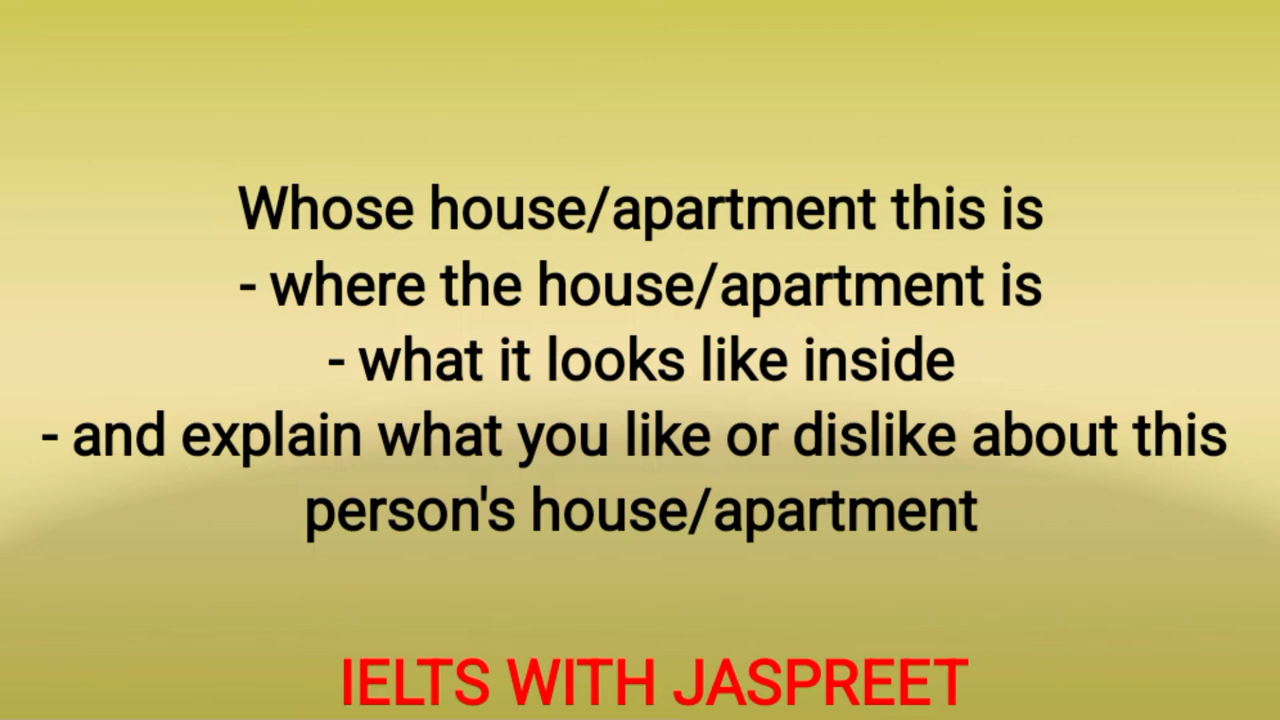 Whose house/apartment this is
- where the house/apartment is
- what it looks like inside
- and explain what you like or dislike about this
person's house/apartment
IELTS WITH JASPREET